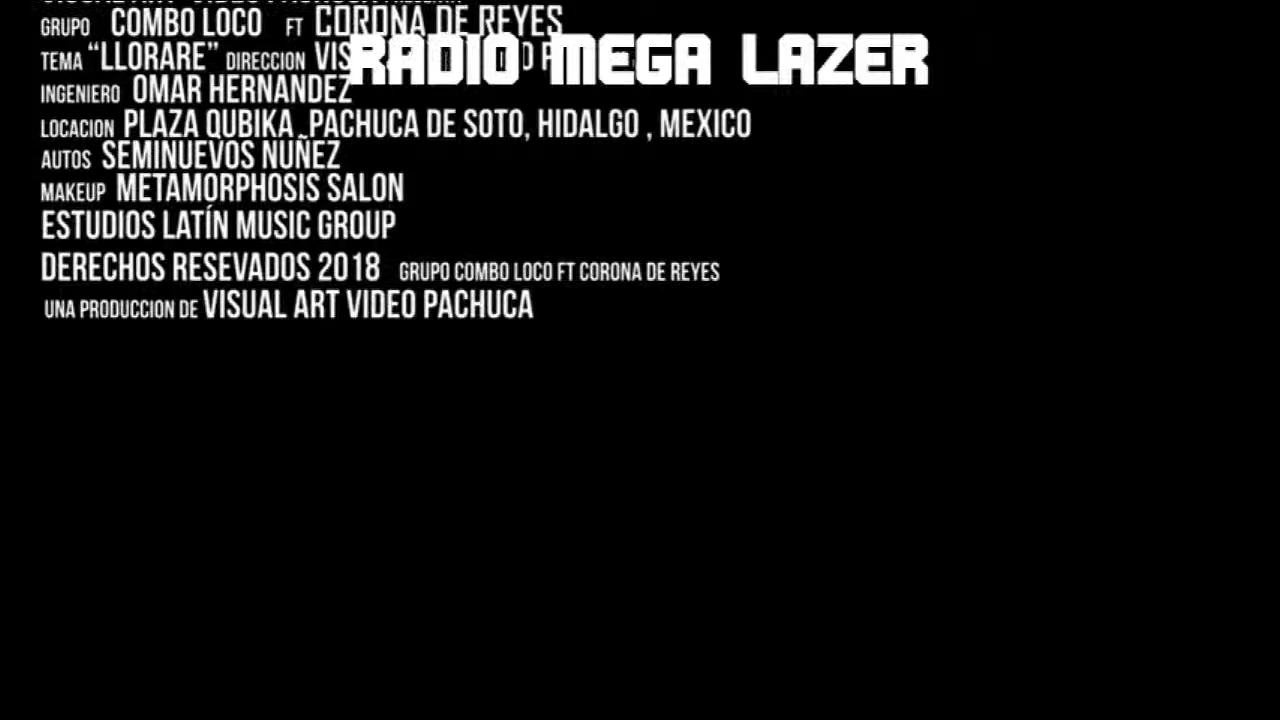 GRUPO COMBO LOCO FT CORONA DE REYES
RADIO MEGA LAZER
TEMA “LLORARE” DIRECCION
INGENIERO OMAR HERNANDEZ
LOCACION PLAZA QUBIKA PACHUCA DE SOTO, HIDALGO , MEXICO
AUTOS SEMINUEVOS NUÑEZ
MAKEUP METAMORPHOSIS SALON
ESTUDIOS LATÍN MUSIC GROUP
DERECHOS RESEVADOS 2018 GRUPO COMBO LOCO FT CORONA DE REYES
UNA PRODUCCION DE VISUAL ART VIDEO PACHUCA